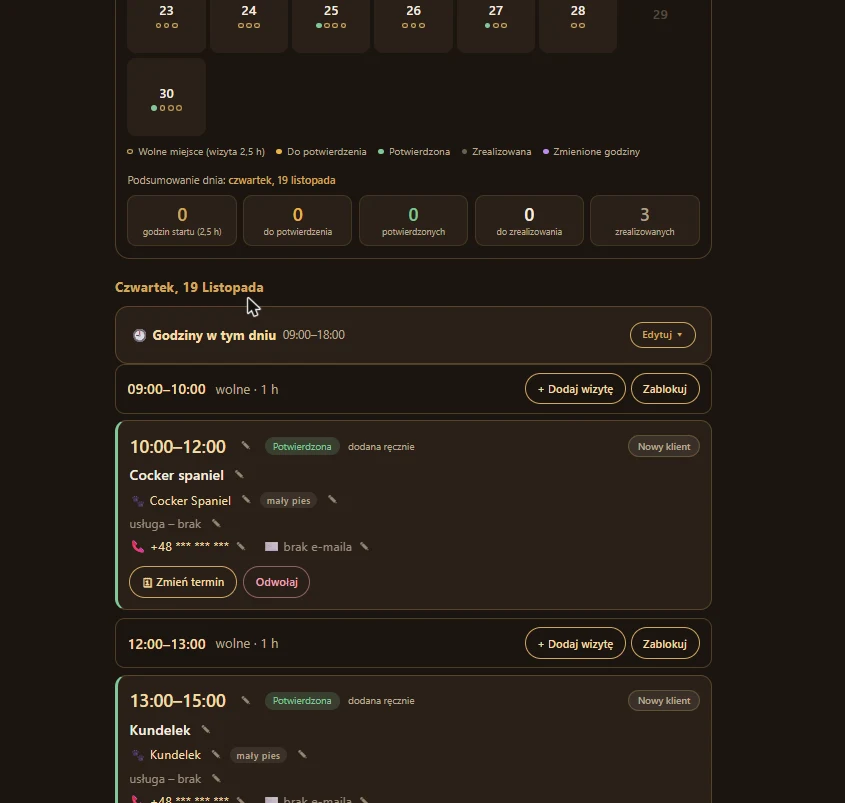 23 24 25 26 27 28 29
30
Wolne miejsce (wizyta 2,5 h) Do potwierdzenia Potwierdzona Zrealizowana Zmienione godziny
Podsumowanie dnia: czwartek, 19 listopada
0 0 0 0 3
godzin startu (2,5 h) do potwierdzenia potwierdzonych do zrealizowania zrealizowanych
Czwartek, 19 Listopada
Godziny w tym dniu 09:00–18:00 Edytuj ▾
09:00–10:00 wolne · 1 h + Dodaj wizytę Zablokuj
10:00–12:00 Potwierdzona dodana ręcznie Nowy klient
Cocker spaniel
Cocker Spaniel mały pies
usługa – brak
+48 *** *** *** brak e-maila
Zmień termin Odwołaj
12:00–13:00 wolne · 1 h + Dodaj wizytę Zablokuj
13:00–15:00 Potwierdzona dodana ręcznie Nowy klient
Kundelek
Kundelek mały pies
usługa – brak
+48 *** *** *** brak e-maila